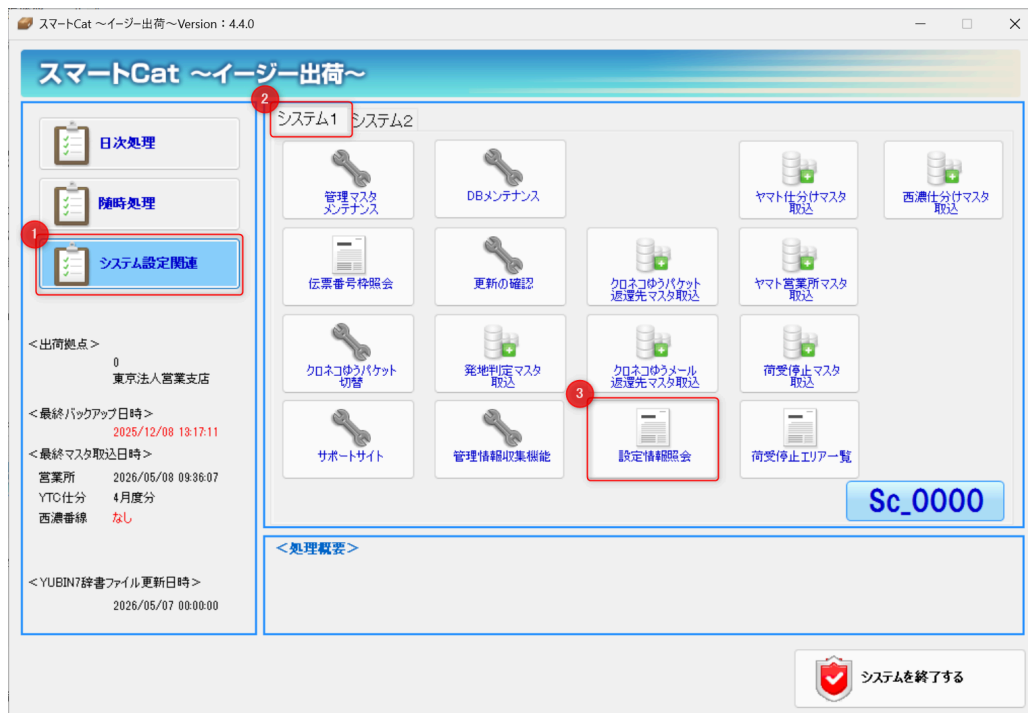 スマートCat ～イージー出荷～Version：4.4.0
スマートCat ～イージー出荷～
2
システム1
システム2
日次処理
随時処理
1
システム設定関連
管理マスタ
メンテナンス
DBメンテナンス
ヤマト仕分けマスタ
取込
西濃仕分けマスタ
取込
伝票番号枠照会
更新の確認
クロネコゆうパケット
返還先マスタ取込
ヤマト営業所マスタ
取込
クロネコゆうパケット
切替
発地判定マスタ
取込
クロネコゆうメール
返還先マスタ取込
荷受停止マスタ
取込
3
サポートサイト
管理情報収集機能
設定情報照会
荷受停止エリア一覧
Sc_0000
＜出荷拠点＞
0
東京法人営業支店
＜最終バックアップ日時＞
2025/12/08 13:17:11
＜最終マスタ取込日時＞
営業所 2026/05/08 09:36:07
YTC仕分 4月度分
西濃番線 なし
＜YUBIN7辞書ファイル更新日時＞
2026/05/07 00:00:00
＜処理概要＞
システムを終了する